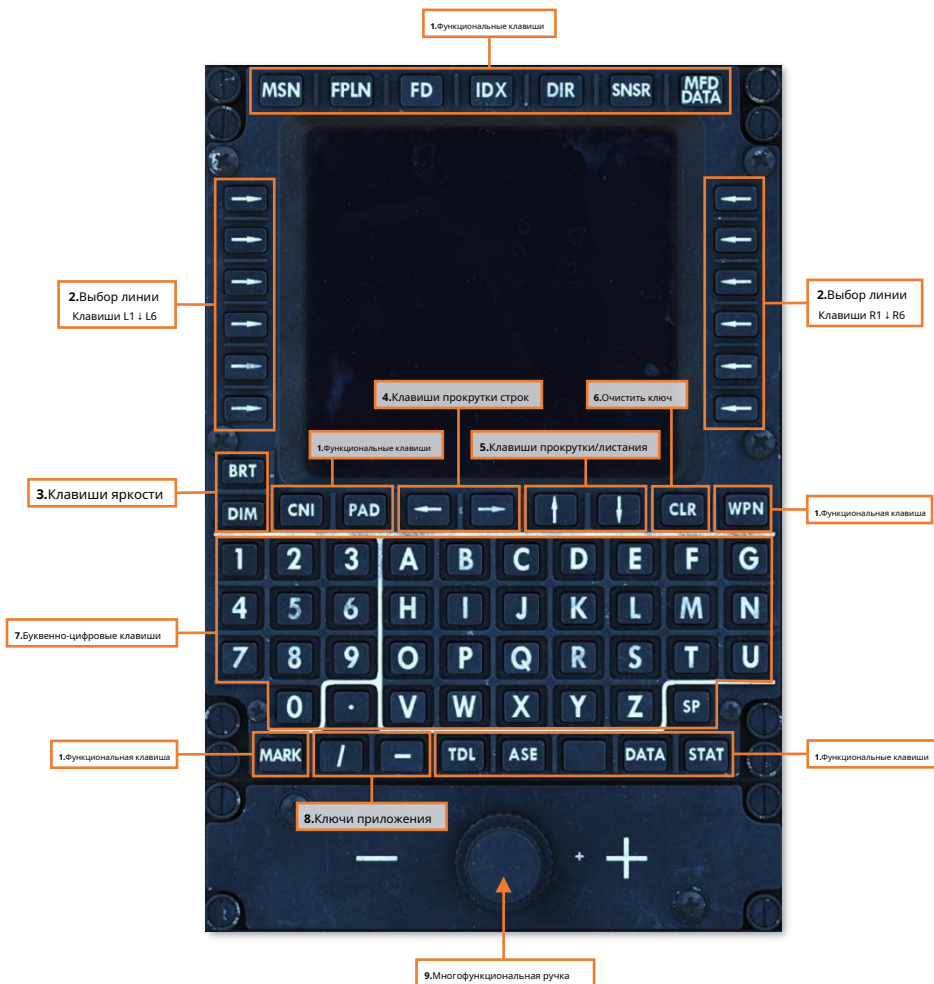 1.Функциональные клавиши
MSN FPLN FD IDX DIR SNSR MFD DATA
2.Выбор линии
Клавиши L1 ↓ L6
2.Выбор линии
Клавиши R1 ↓ R6
4.Клавиши прокрутки строк
6.Очистить ключ
1.Функциональные клавиши
5.Клавиши прокрутки/листания
3.Клавиши яркости
BRT
DIM CNI PAD CLR WPN
1.Функциональная клавиша
1 2 3 A B C D E F G
4 5 6 H I J K L M N
7.Буквенно-цифровые клавиши
7 8 9 O P Q R S T U
0 . V W X Y Z SP
1.Функциональная клавиша
MARK / – TDL ASE DATA STAT
1.Функциональные клавиши
8.Ключи приложения
– + +
9.Многофункциональная ручка